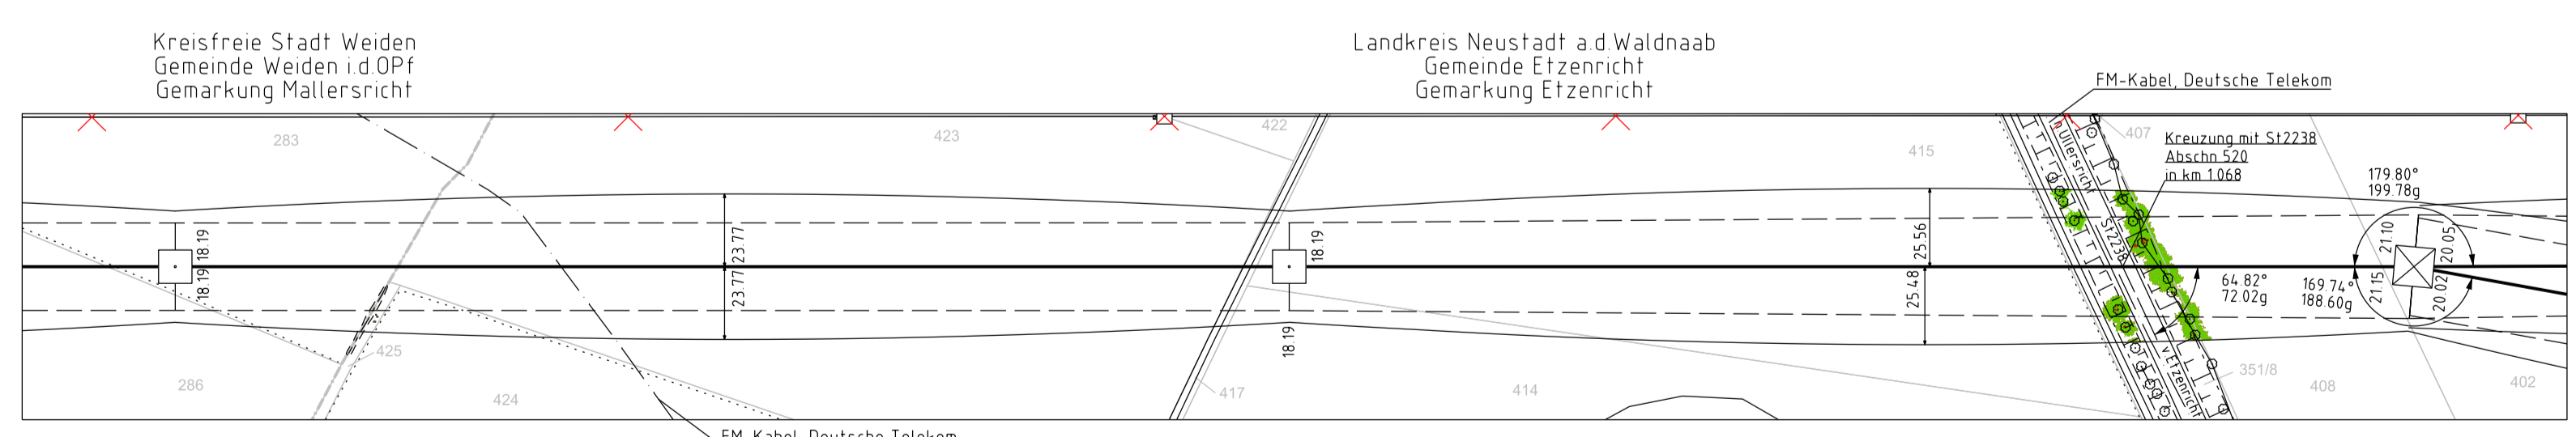 Kreisfreie Stadt Weiden
Gemeinde Weiden i.d.OPf
Gemarkung Mallersricht
Landkreis Neustadt a.d.Waldnaab
Gemeinde Etzenricht
Gemarkung Etzenricht
FM-Kabel, Deutsche Telekom
283
423
422
415
407
Kreuzung mit St2238
Abschn 520
in km 1.068
n Ullersricht
St2238
v Etzenricht
179.80°
199.78g
18.19
18.19
23.77
23.77
18.19
18.19
25.56
25.48
64.82°
72.02g
169.74°
188.60g
21.10
20.05
21.15
20.02
425
286
424
417
414
351/8
408
402
FM-Kabel, Deutsche Telekom